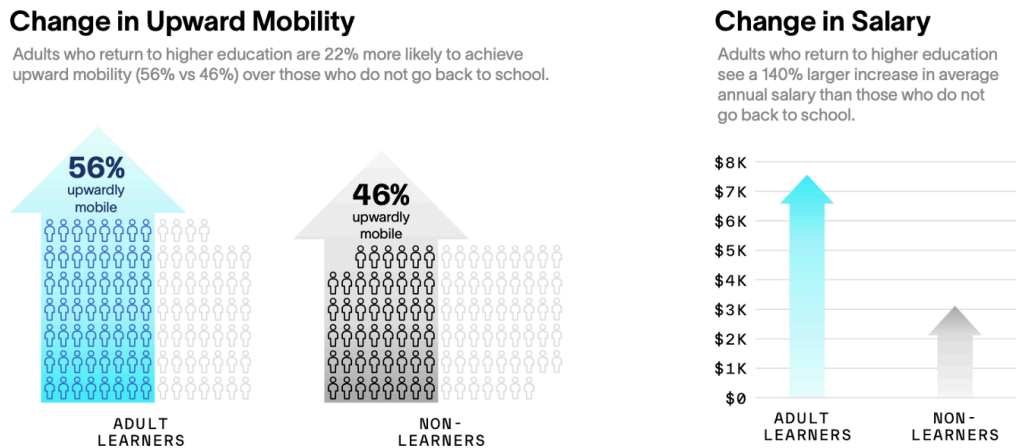 Change in Upward Mobility
Adults who return to higher education are 22% more likely to achieve
upward mobility (56% vs 46%) over those who do not go back to school.
56%
upwardly
mobile
46%
upwardly
mobile
ADULT
LEARNERS
NON-
LEARNERS
Change in Salary
Adults who return to higher education
see a 140% larger increase in average
annual salary than those who do not
go back to school.
$8K
$7K
$6K
$5K
$4K
$3K
$2K
$1K
$0
ADULT
LEARNERS
NON-
LEARNERS